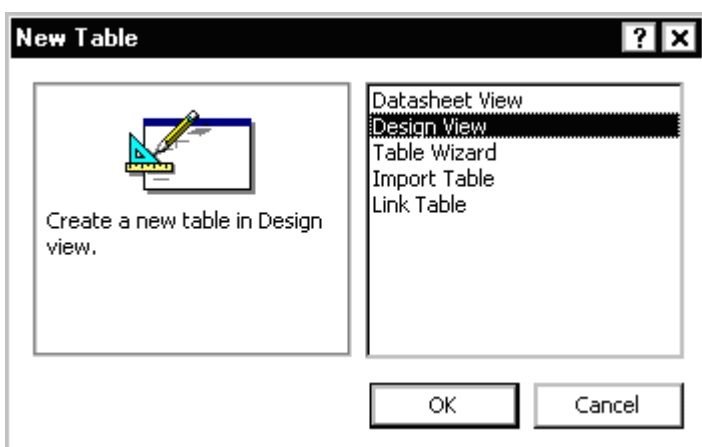 New Table
? X
Create a new table in Design
view.
Datasheet View
Design View
Table Wizard
Import Table
Link Table
OK
Cancel